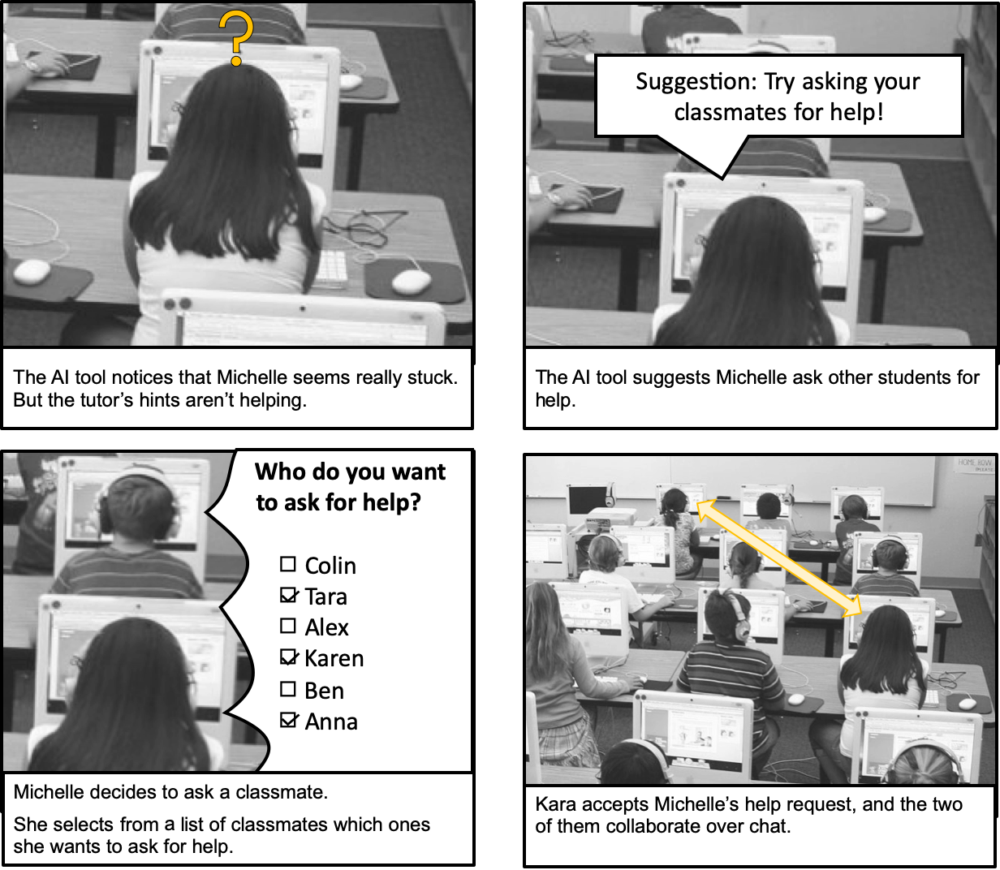 ?
Suggestion: Try asking your
classmates for help!
The AI tool notices that Michelle seems really stuck.
But the tutor's hints aren't helping.
The AI tool suggests Michelle ask other students for
help.
Who do you want
to ask for help?
Colin
Tara
Alex
Karen
Ben
Anna
HOME ROW
Michelle decides to ask a classmate.
She selects from a list of classmates which ones
she wants to ask for help.
Kara accepts Michelle's help request, and the two
of them collaborate over chat.